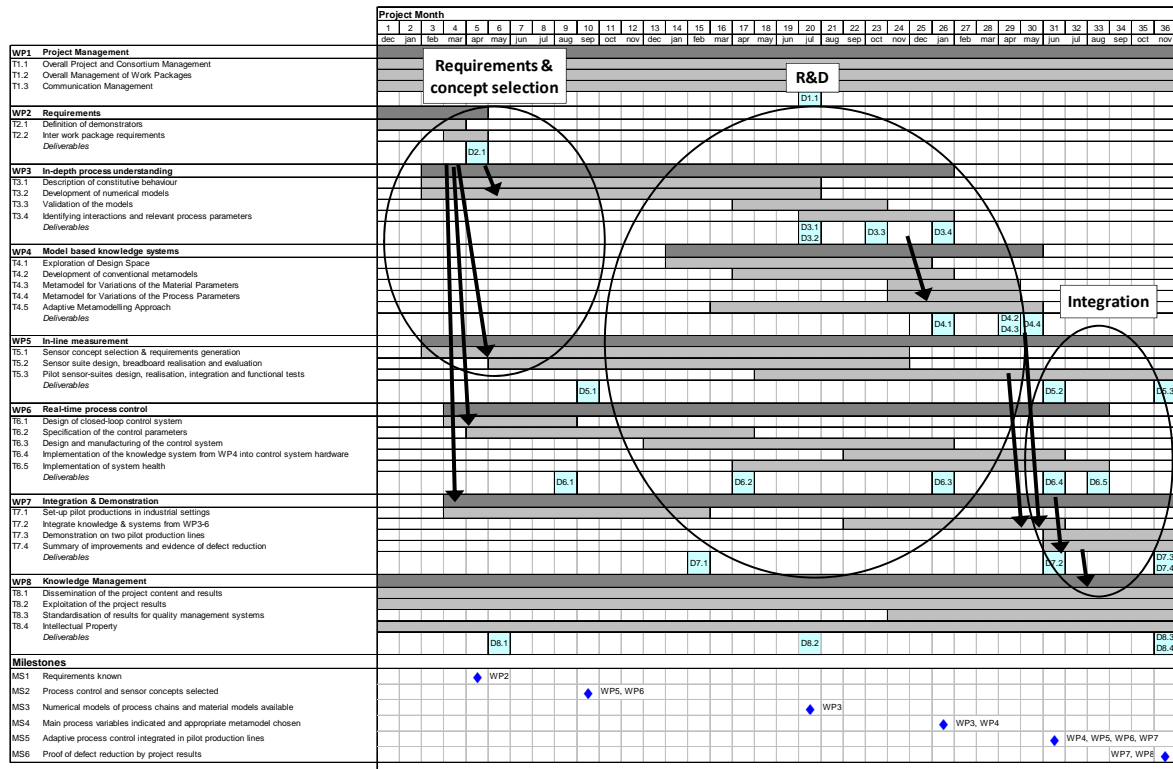 Project Month
1 2 3 4 5 6 7 8 9 10 11 12 13 14 15 16 17 18 19 20 21 22 23 24 25 26 27 28 29 30 31 32 33 34 35 36
dec jan feb mar apr may jun jul aug sep oct nov dec jan feb mar apr may jun jul aug sep oct nov dec jan feb mar apr may jun jul aug sep oct nov
WP1 Project Management
T1.1 Overall Project and Consortium Management
T1.2 Overall Management of Work Packages
T1.3 Communication Management
Requirements &
concept selection
R&D
D1.1
WP2 Requirements
T2.1 Definition of demonstrators
T2.2 Inter work package requirements
Deliverables
D2.1
WP3 In-depth process understanding
T3.1 Description of constitutive behaviour
T3.2 Development of numerical models
T3.3 Validation of the models
T3.4 Identifying interactions and relevant process parameters
Deliverables
D3.1 D3.3 D3.4
D3.2
WP4 Model based knowledge systems
T4.1 Exploration of Design Space
T4.2 Development of conventional metamodels
T4.3 Metamodel for Variations of the Material Parameters
T4.4 Metamodel for Variations of the Process Parameters
T4.5 Adaptive Metamodelling Approach
Integration
Deliverables
D4.1 D4.2 D4.4
D4.3
WP5 In-line measurement
T5.1 Sensor concept selection & requirements generation
T5.2 Sensor suite design, breadboard realisation and evaluation
T5.3 Pilot sensor-suites design, realisation, integration and functional tests
Deliverables
D5.1 D5.2 D5.3
WP6 Real-time process control
T6.1 Design of closed-loop control system
T6.2 Specification of the control parameters
T6.3 Design and manufacturing of the control system
T6.4 Implementation of the knowledge system from WP4 into control system hardware
T6.5 Implementation of system health
Deliverables
D6.1 D6.2 D6.3 D6.4 D6.5
WP7 Integration & Demonstration
T7.1 Set-up pilot productions in industrial settings
T7.2 Integrate knowledge & systems from WP3-6
T7.3 Demonstration on two pilot production lines
T7.4 Summary of improvements and evidence of defect reduction
Deliverables
D7.1 D7.2 D7.3
D7.4
WP8 Knowledge Management
T8.1 Dissemination of the project content and results
T8.2 Exploitation of the project results
T8.3 Standardisation of results for quality management systems
T8.4 Intellectual Property
Deliverables
D8.1 D8.2 D8.3
D8.4
Milestones
MS1 Requirements known WP2
MS2 Process control and sensor concepts selected WP5, WP6
MS3 Numerical models of process chains and material models available WP3
MS4 Main process variables indicated and appropriate metamodel chosen WP3, WP4
MS5 Adaptive process control integrated in pilot production lines WP4, WP5, WP6, WP7
MS6 Proof of defect reduction by project results WP7, WP8